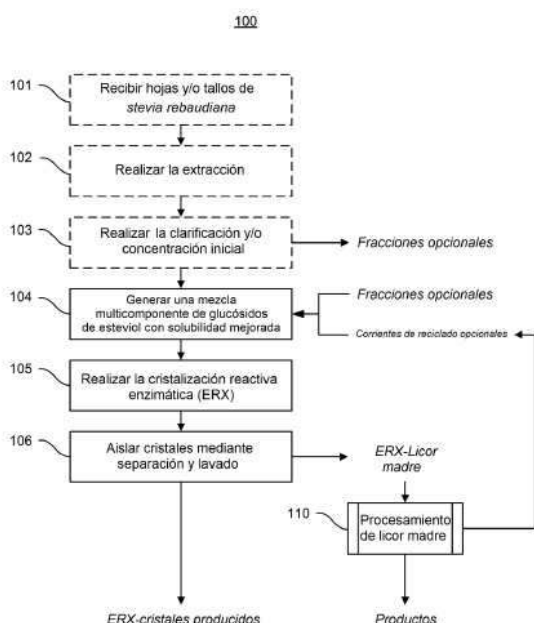 100
101
Recibir hojas y/o tallos de
stevia rebaudiana
102
Realizar la extracción
103
Realizar la clarificación y/o
concentración inicial
Fracciones opcionales
104
Generar una mezcla
multicomponente de glucósidos
de esteviol con solubilidad mejorada
Fracciones opcionales
Corrientes de reciclado opcionales
105
Realizar la cristalización reactiva
enzimática (ERX)
106
Aislar cristales mediante
separación y lavado
ERX-Licor
madre
110
Procesamiento
de licor madre
ERX-cristales producidos
Productos